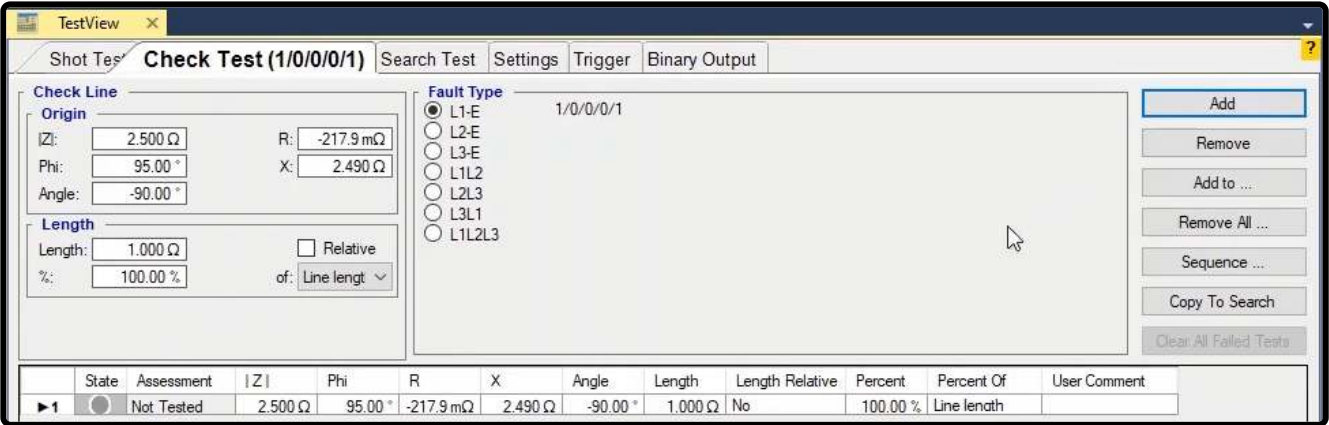 TestView ×
?
Shot Tes Check Test (1/0/0/0/1) Search Test Settings Trigger Binary Output
Check Line
Origin
|Z|: 2.500 Ω R: -217.9 mΩ
Phi: 95.00 ° X: 2.490 Ω
Angle: -90.00 °
Length
Length: 1.000 Ω Relative
%: 100.00 % of: Line lengt
Fault Type
L1-E 1/0/0/0/1
L2-E
L3-E
L1L2
L2L3
L3L1
L1L2L3
Add
Remove
Add to ...
Remove All ...
Sequence ...
Copy To Search
Clear All Failed Tests
State Assessment |Z| Phi R X Angle Length Length Relative Percent Percent Of User Comment
1 Not Tested 2.500 Ω 95.00 ° -217.9 mΩ 2.490 Ω -90.00 ° 1.000 Ω No 100.00 % Line length